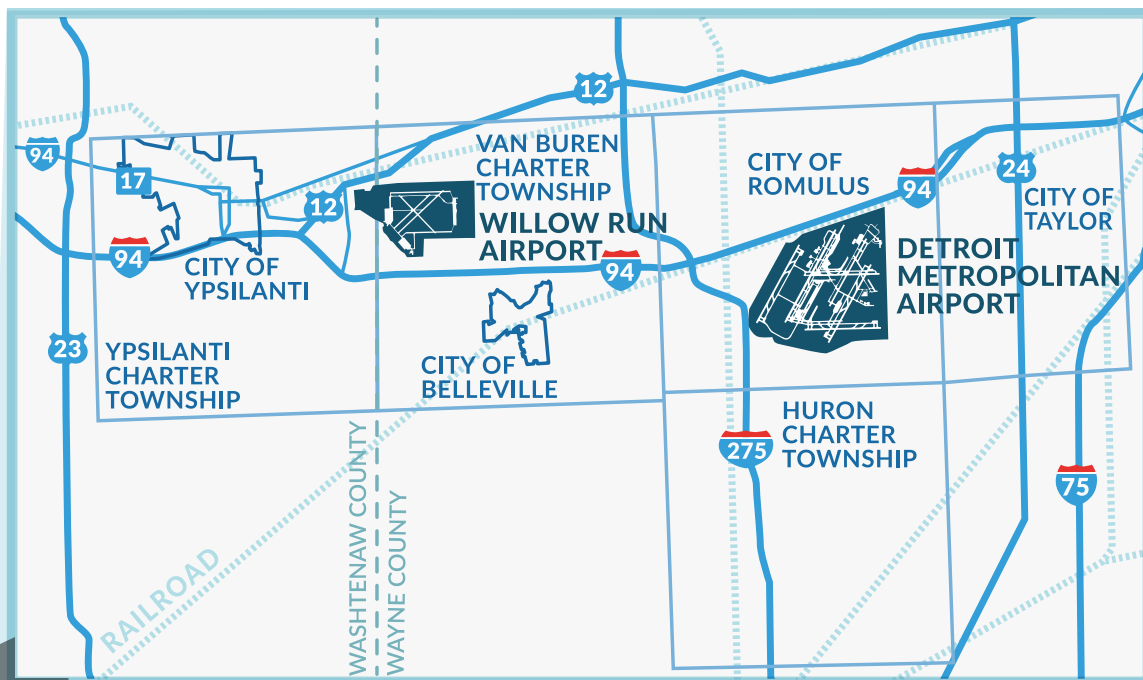 12
94
17
VAN BUREN
CHARTER
TOWNSHIP
CITY OF
ROMULUS
94
24
CITY OF
TAYLOR
12
WILLOW RUN
AIRPORT
94
CITY OF
YPSILANTI
94
DETROIT
METROPOLITAN
AIRPORT
23
YPSILANTI
CHARTER
TOWNSHIP
CITY OF
BELLEVILLE
HURON
CHARTER
TOWNSHIP
275
75
WASHTENAW COUNTY
WAYNE COUNTY
RAILROAD